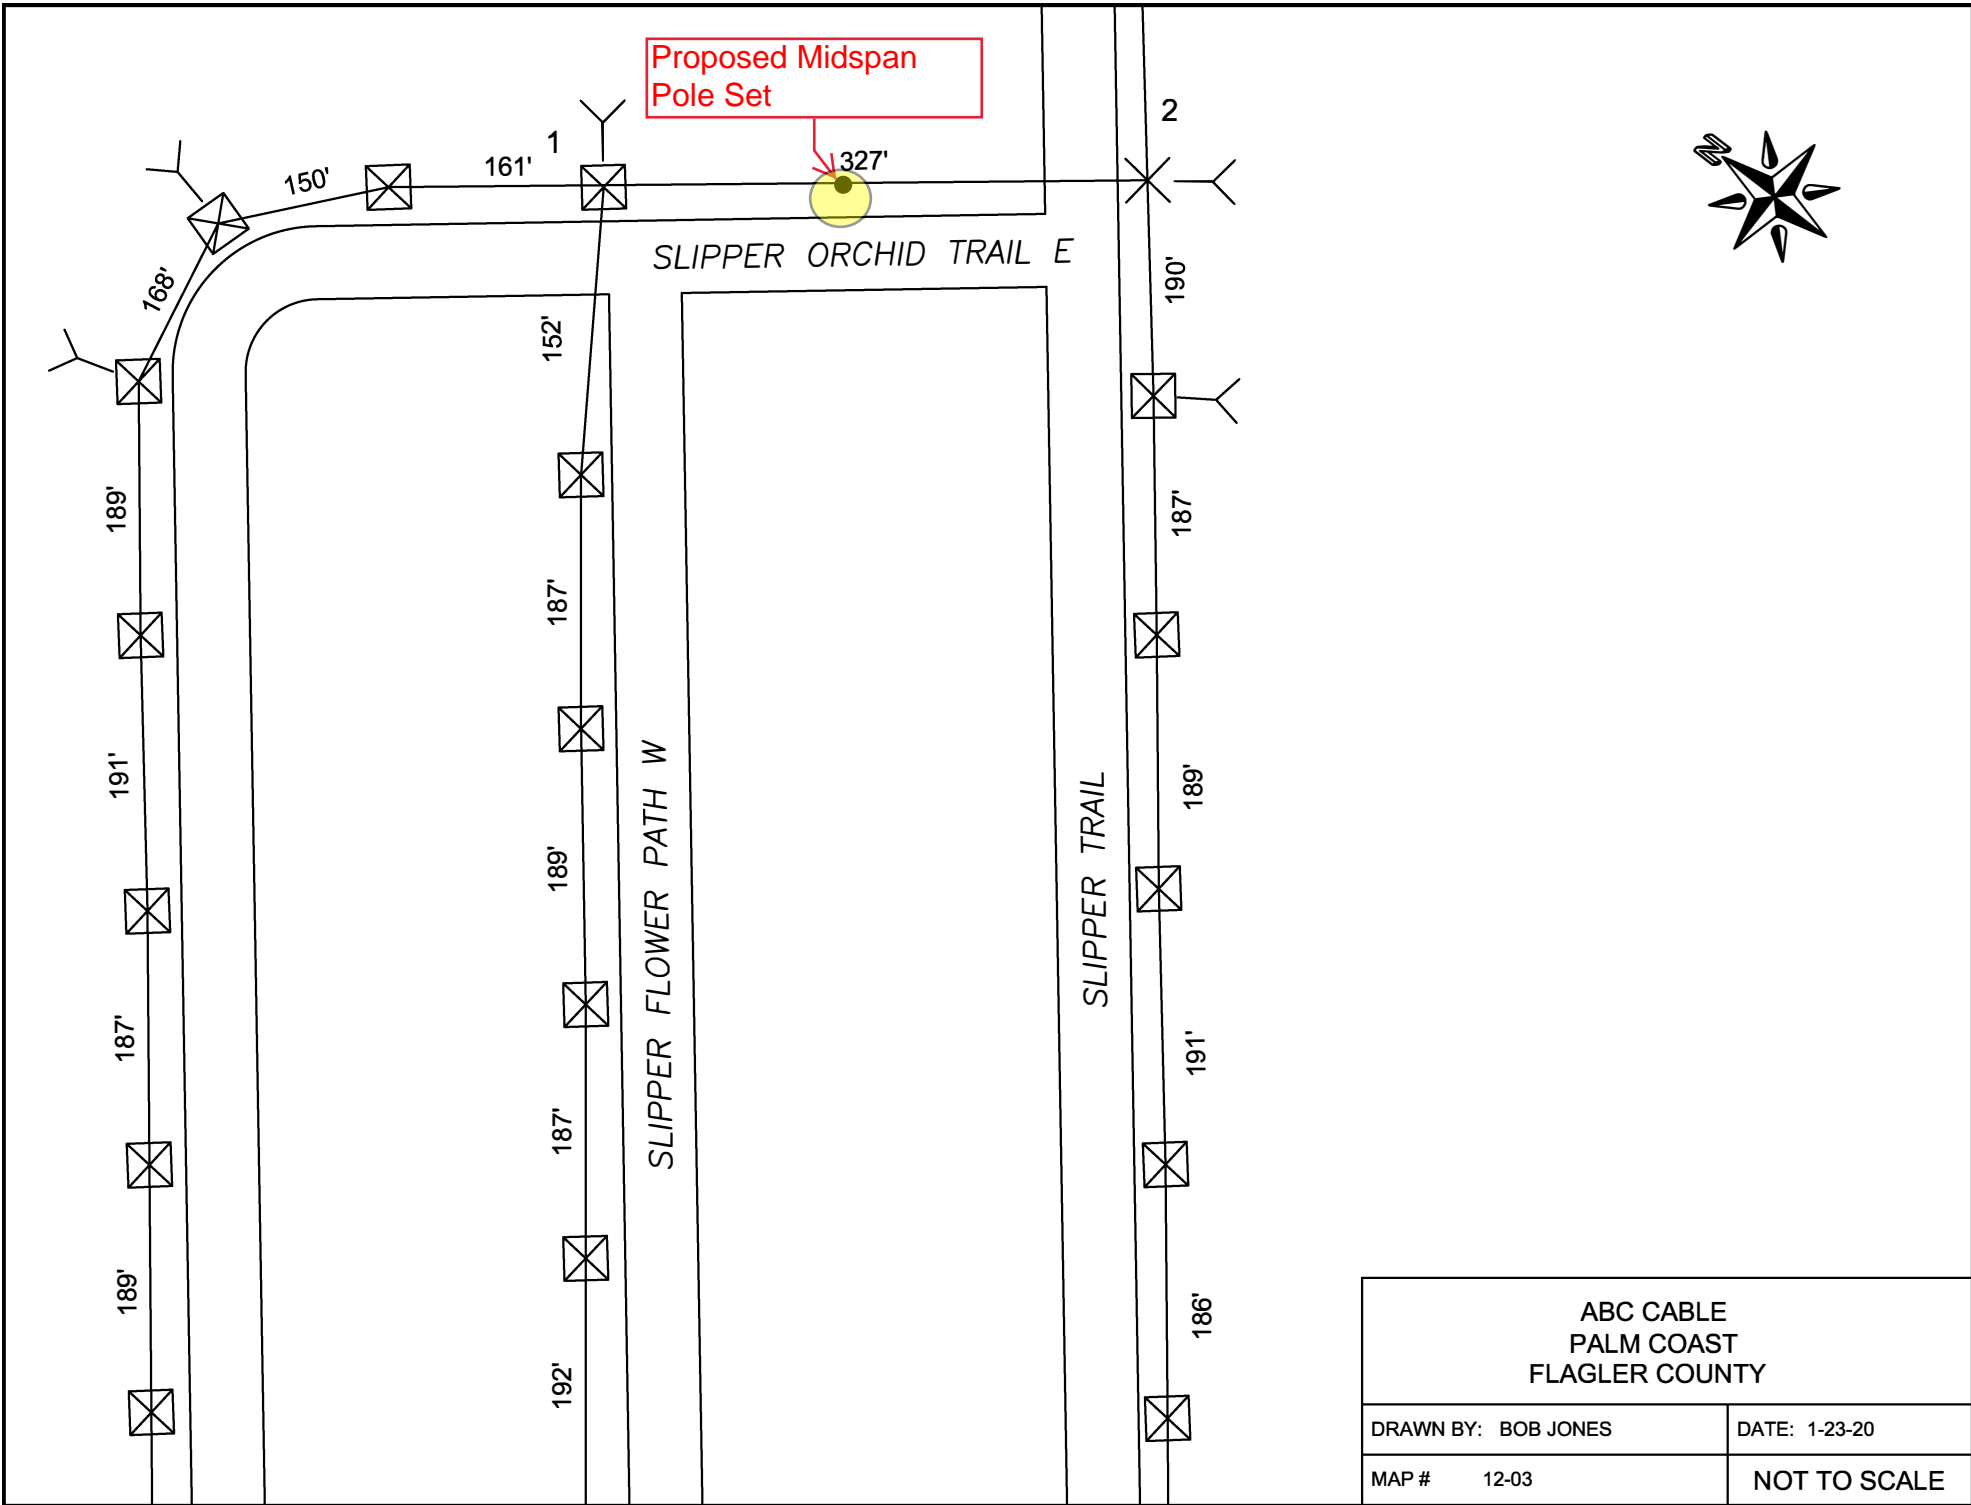 Proposed Midspan
Pole Set
N
1
2
150'
161'
327'
168'
SLIPPER ORCHID TRAIL E
190'
152'
189'
187'
187'
191'
189'
189'
SLIPPER FLOWER PATH W
SLIPPER TRAIL
187'
187'
191'
189'
192'
186'
ABC CABLE
PALM COAST
FLAGLER COUNTY
DRAWN BY: BOB JONES
DATE: 1-23-20
MAP # 12-03
NOT TO SCALE